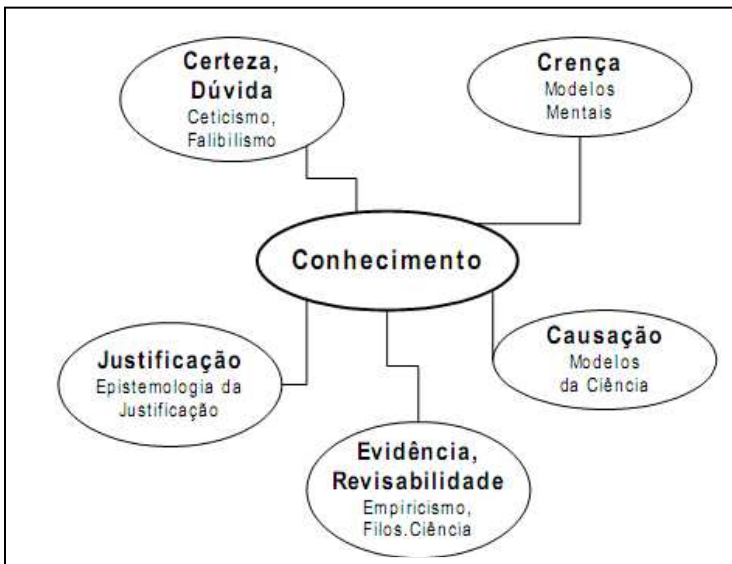 Certeza,
Dúvida
Ceticismo,
Falibilismo
Crença
Modelos
Mentais
Conhecimento
Justificação
Epistemologia da
Justificação
Causação
Modelos
da Ciência
Evidência,
Revisabilidade
Empiricismo,
Filos.Ciência